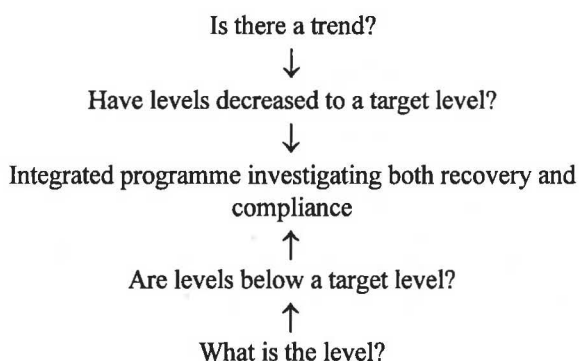 Is there a trend?
↓
Have levels decreased to a target level?
↓
Integrated programme investigating both recovery and
compliance
↑
Are levels below a target level?
↑
What is the level?